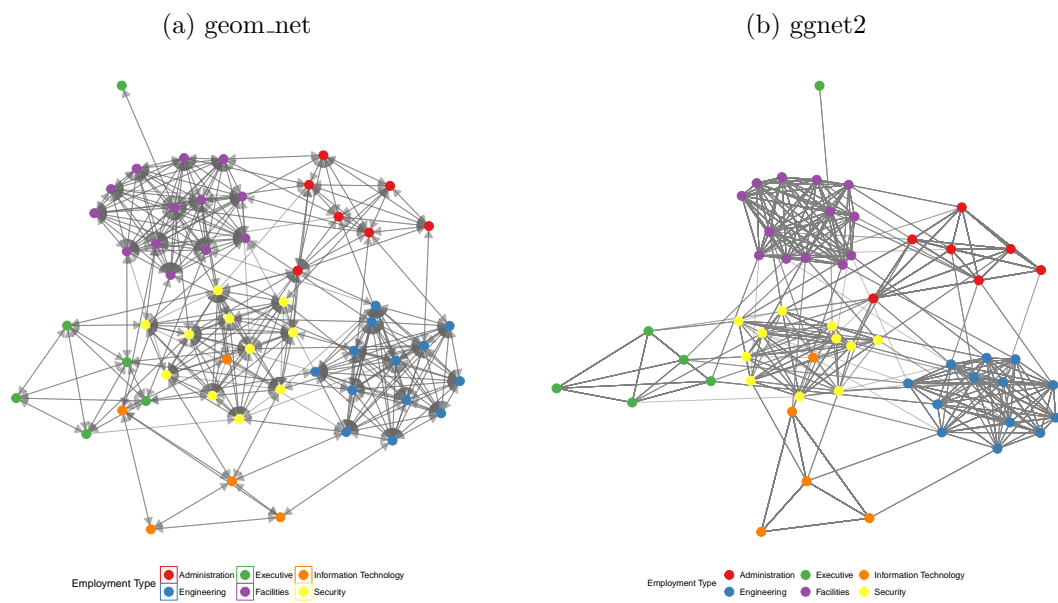 (a) geom_net
(b) ggnet2
Employment Type
Administration Executive Information Technology
Engineering Facilities Security
Employment Type
Administration Executive Information Technology
Engineering Facilities Security